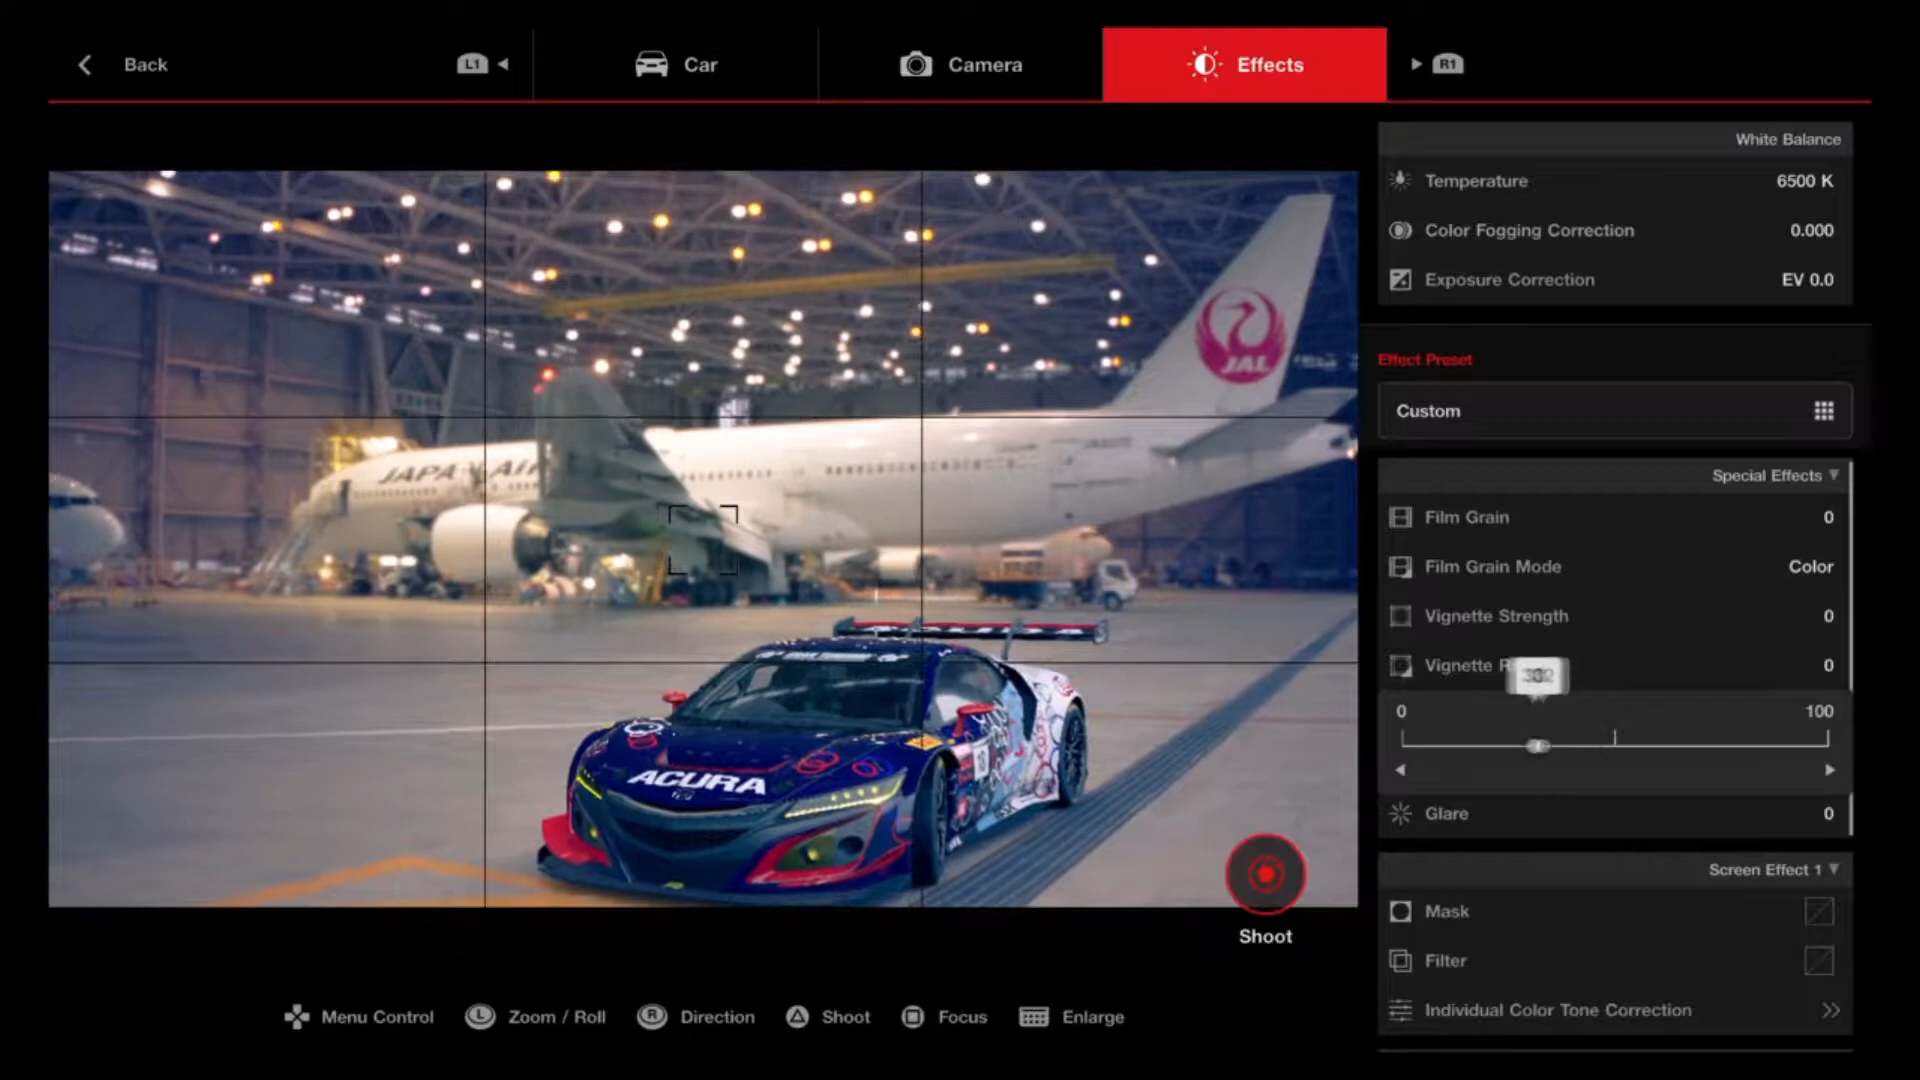 Back
L1
Car
Camera
Effects
R1
White Balance
Temperature
6500 K
Color Fogging Correction
0.000
Exposure Correction
EV 0.0
Effect Preset
Custom
Special Effects
Film Grain
0
Film Grain Mode
Color
Vignette Strength
0
Vignette
0
0
100
Glare
0
Screen Effect 1
Mask
Filter
Individual Color Tone Correction
JAL
ACURA
Shoot
Menu Control
L
Zoom / Roll
R
Direction
Shoot
Focus
Enlarge